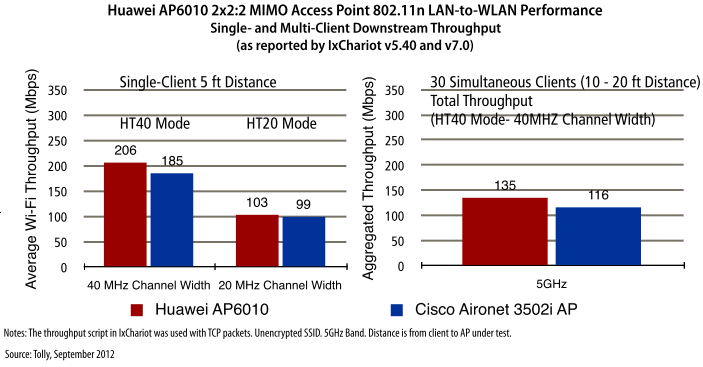 Huawei AP6010 2x2:2 MIMO Access Point 802.11n LAN-to-WLAN Performance
Single- and Multi-Client Downstream Throughput
(as reported by IxChariot v5.40 and v7.0)
Average Wi-Fi Throughput (Mbps)
350
300
250
200
150
100
50
0
Single-Client 5 ft Distance
HT40 Mode
HT20 Mode
206
185
103
99
40 MHz Channel Width
20 MHz Channel Width
Aggregated Throughput (Mbps)
350
300
250
200
150
100
50
0
30 Simultaneous Clients (10 - 20 ft Distance)
Total Throughput
(HT40 Mode- 40MHZ Channel Width)
135
116
5GHz
Huawei AP6010
Cisco Aironet 3502i AP
Notes: The throughput script in IxChariot was used with TCP packets. Unencrypted SSID. 5GHz Band. Distance is from client to AP under test.
Source: Tolly, September 2012